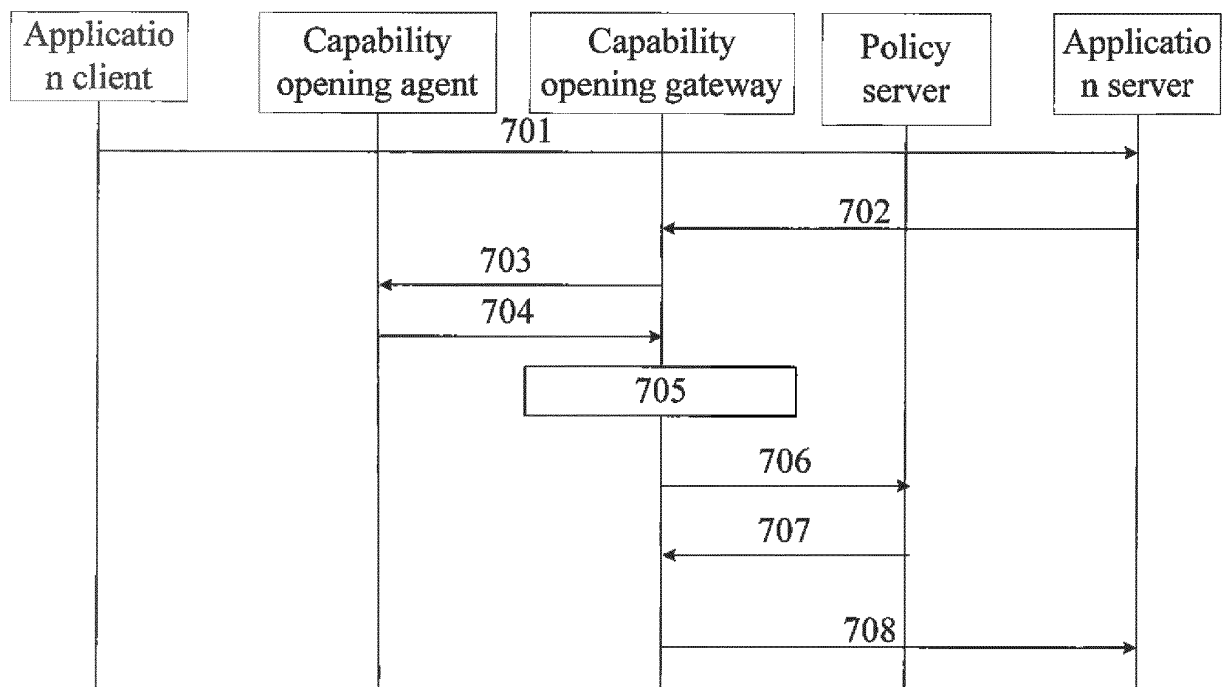 Applicatio
n client
Capability
opening agent
Capability
opening gateway
Policy
server
Applicatio
n server
701
702
703
704
705
706
707
708